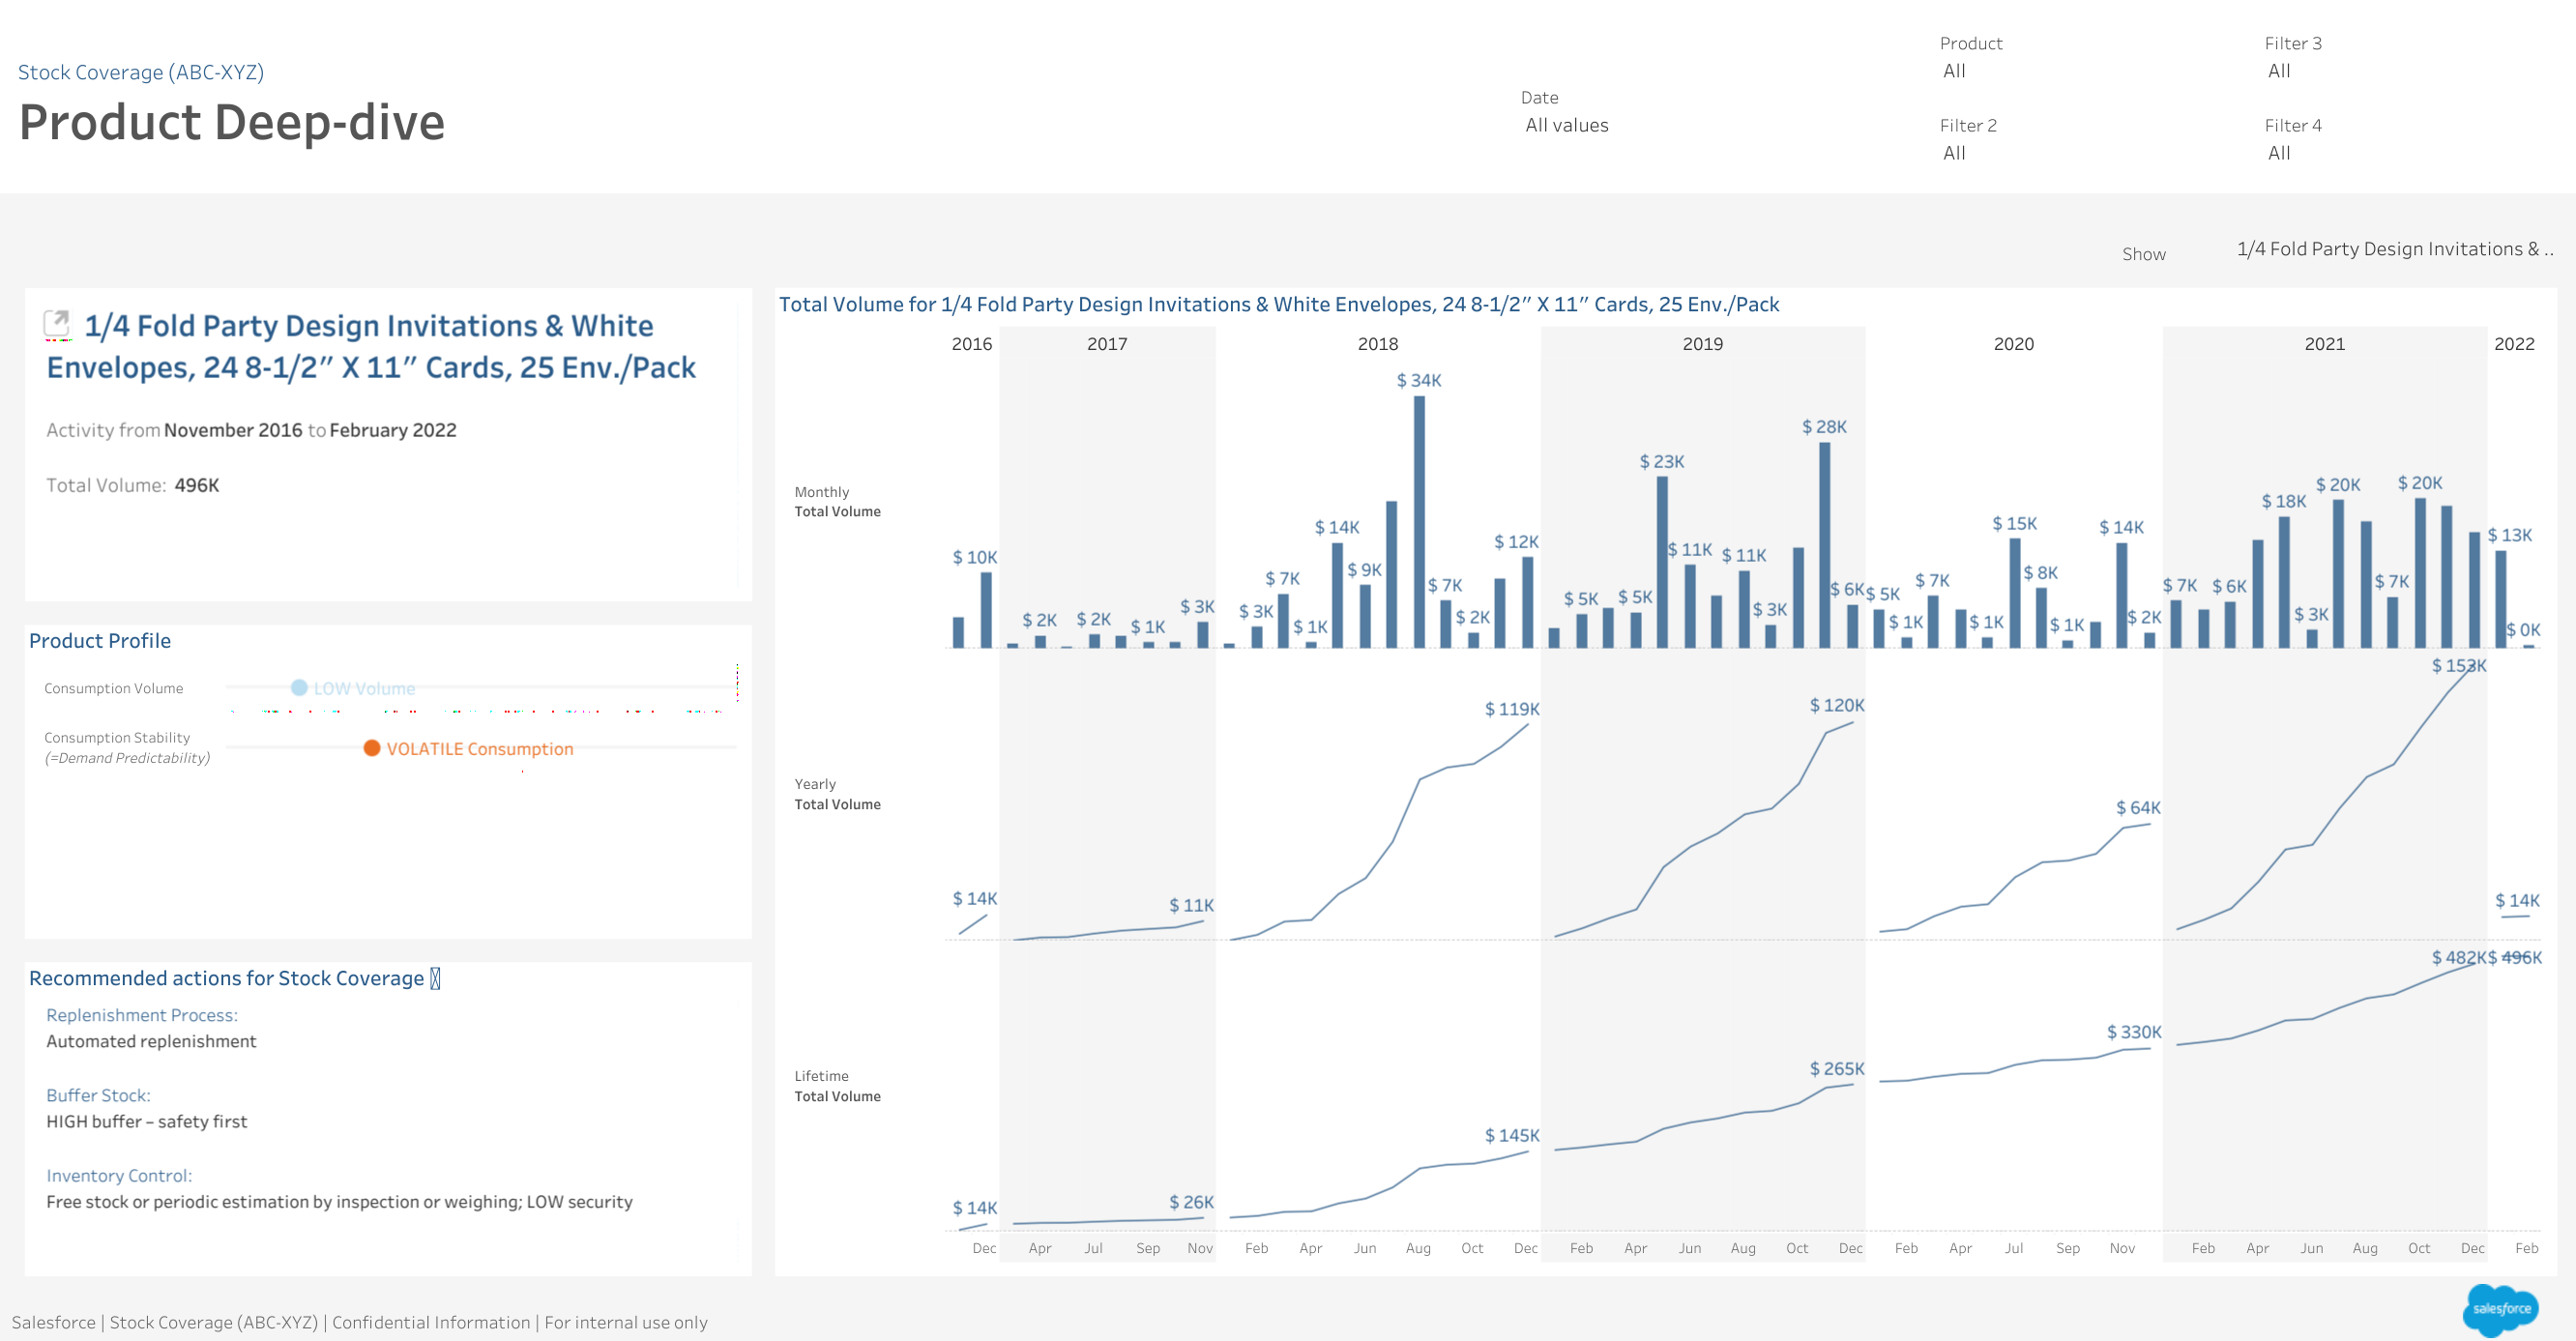 Stock Coverage (ABC-XYZ)
Product Deep-dive
Date
All values
Product
All
Filter 2
All
Filter 3
All
Filter 4
All
Show
1/4 Fold Party Design Invitations & ..
1/4 Fold Party Design Invitations & White
Envelopes, 24 8-1/2” X 11” Cards, 25 Env./Pack
Activity from November 2016 to February 2022
Total Volume: 496K
Product Profile
Consumption Volume
LOW Volume
Consumption Stability
(=Demand Predictability)
VOLATILE Consumption
Recommended actions for Stock Coverage
Replenishment Process:
Automated replenishment
Buffer Stock:
HIGH buffer – safety first
Inventory Control:
Free stock or periodic estimation by inspection or weighing; LOW security
Total Volume for 1/4 Fold Party Design Invitations & White Envelopes, 24 8-1/2” X 11” Cards, 25 Env./Pack
2016 2017 2018 2019 2020 2021 2022
Monthly
Total Volume
$ 10K $ 2K $ 2K $ 1K $ 3K $ 3K $ 7K $ 1K $ 14K $ 9K $ 34K $ 7K $ 2K $ 12K $ 5K $ 5K $ 23K $ 11K $ 11K $ 3K $ 28K $ 6K $ 5K $ 1K $ 7K $ 1K $ 15K $ 8K $ 1K $ 14K $ 2K $ 7K $ 6K $ 18K $ 3K $ 20K $ 7K $ 20K $ 13K $ 0K
Yearly
Total Volume
$ 14K $ 11K $ 119K $ 120K $ 64K $ 153K $ 14K
Lifetime
Total Volume
$ 14K $ 26K $ 145K $ 265K $ 330K $ 482K $ 496K
Dec Apr Jul Sep Nov Feb Apr Jun Aug Oct Dec Feb Apr Jun Aug Oct Dec Feb Apr Jul Sep Nov Feb Apr Jun Aug Oct Dec Feb
Salesforce | Stock Coverage (ABC-XYZ) | Confidential Information | For internal use only
salesforce